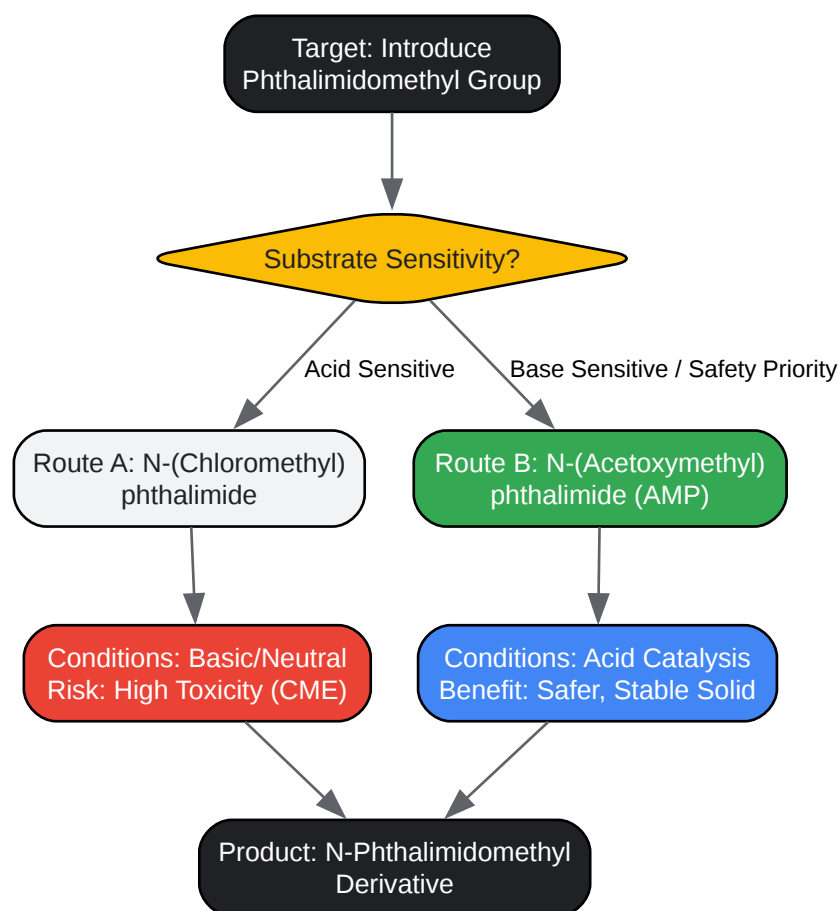 Target: Introduce
Phthalimidomethyl Group
Substrate Sensitivity?
Acid Sensitive
Base Sensitive / Safety Priority
Route A: N-(Chloromethyl)
phthalimide
Route B: N-(Acetoxymethyl)
phthalimide (AMP)
Conditions: Basic/Neutral
Risk: High Toxicity (CME)
Conditions: Acid Catalysis
Benefit: Safer, Stable Solid
Product: N-Phthalimidomethyl
Derivative